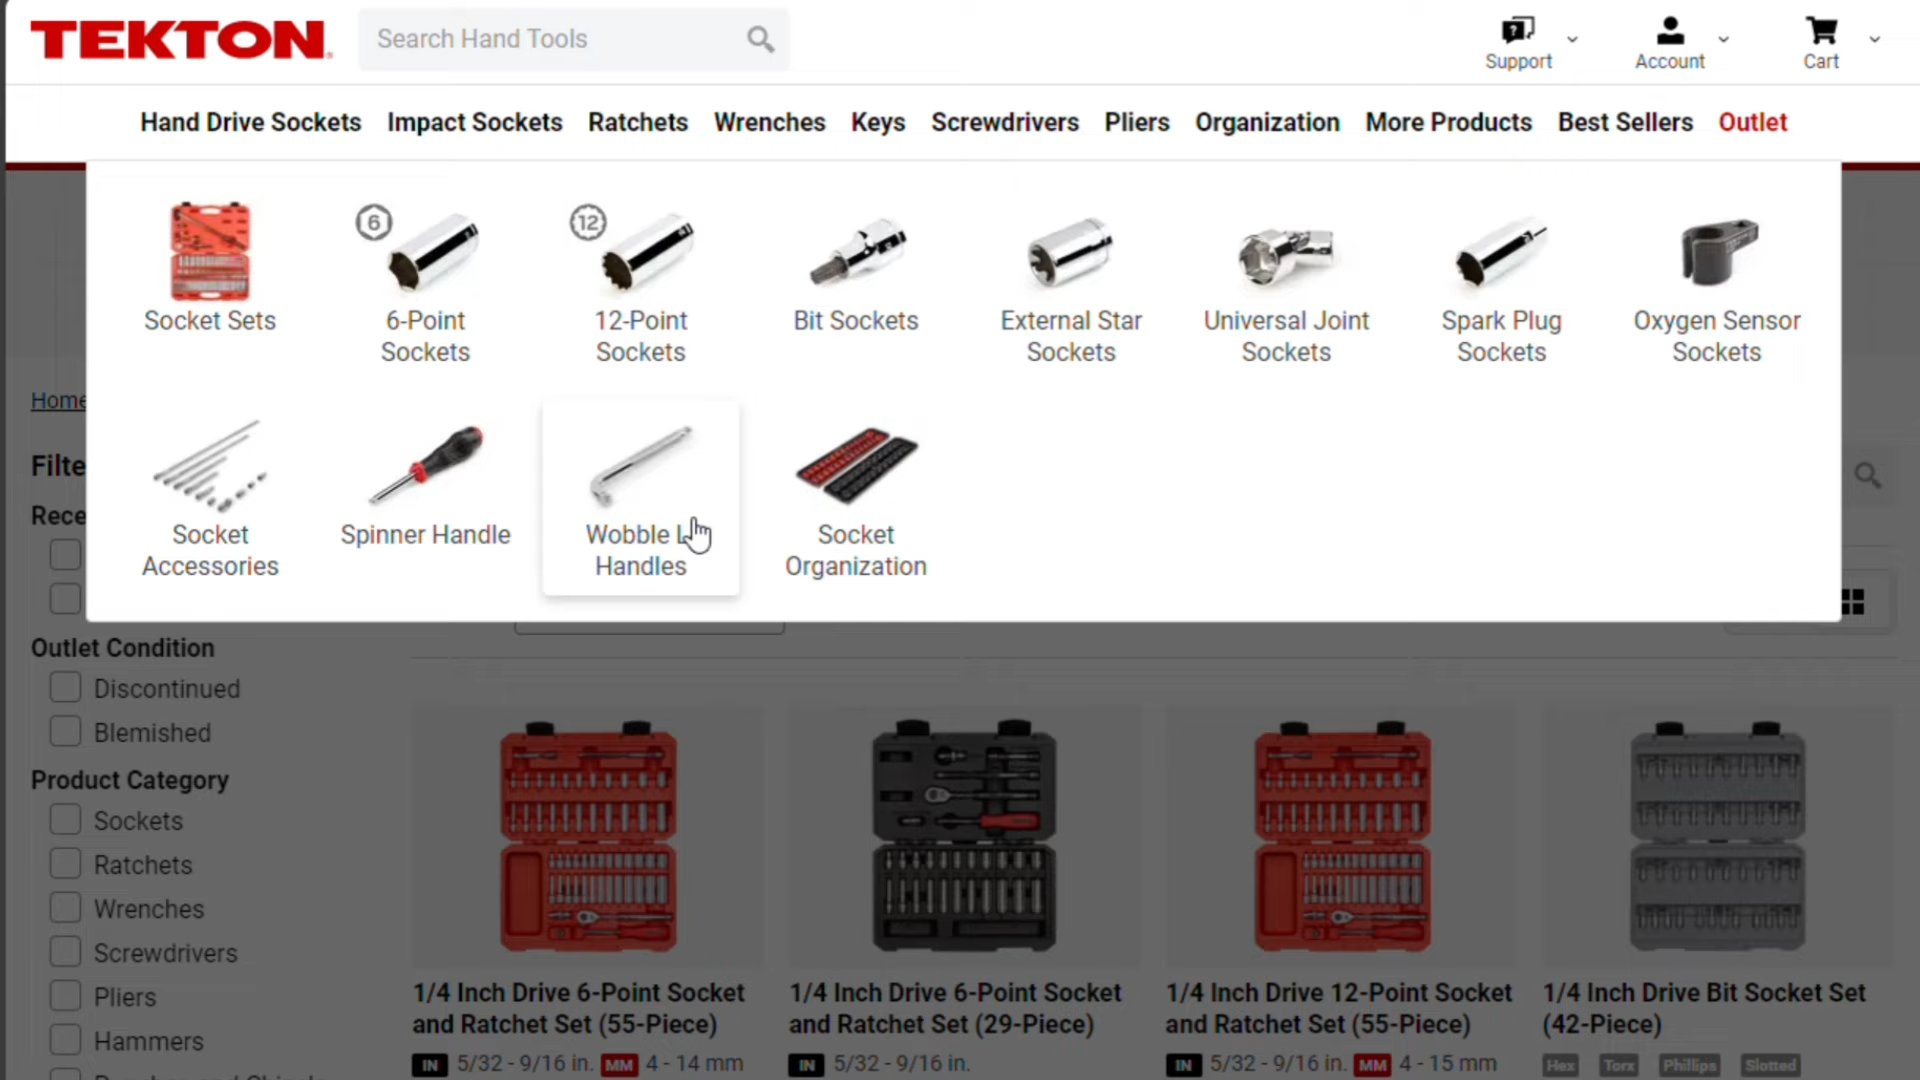 TEKTON
Search Hand Tools
Support
Account
Cart
Hand Drive Sockets Impact Sockets Ratchets Wrenches Keys Screwdrivers Pliers Organization More Products Best Sellers Outlet
Socket Sets
6
6-Point
Sockets
12
12-Point
Sockets
Bit Sockets
External Star
Sockets
Universal Joint
Sockets
Spark Plug
Sockets
Oxygen Sensor
Sockets
Socket
Accessories
Spinner Handle
Wobble L
Handles
Socket
Organization
Home
Filte
Rece
Outlet Condition
Discontinued
Blemished
Product Category
Sockets
Ratchets
Wrenches
Screwdrivers
Pliers
Hammers
1/4 Inch Drive 6-Point Socket
and Ratchet Set (55-Piece)
IN 5/32 - 9/16 in. MM 4 - 14 mm
1/4 Inch Drive 6-Point Socket
and Ratchet Set (29-Piece)
IN 5/32 - 9/16 in.
1/4 Inch Drive 12-Point Socket
and Ratchet Set (55-Piece)
IN 5/32 - 9/16 in. MM 4 - 15 mm
1/4 Inch Drive Bit Socket Set
(42-Piece)
Hex Torx Phillips Slotted